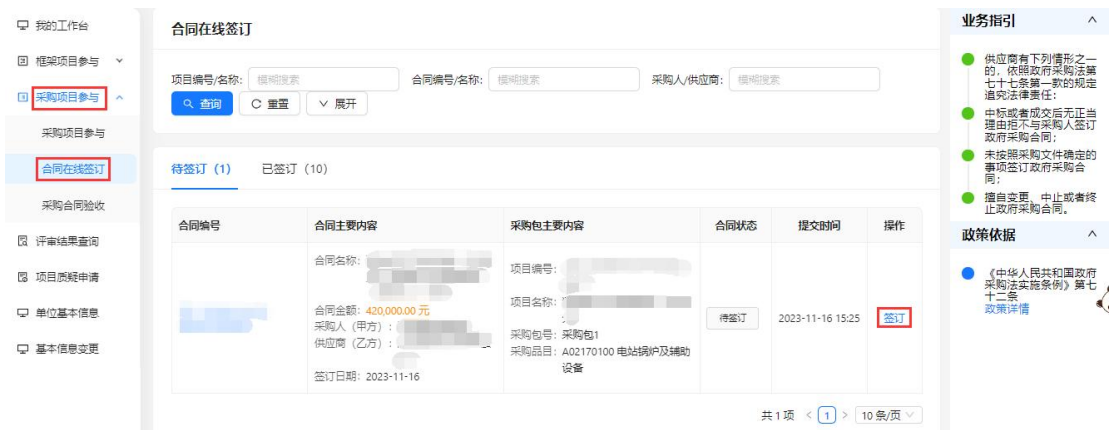 我的工作台
框架项目参与
采购项目参与
采购项目参与
合同在线签订
采购合同验收
评审结果查询
项目质疑申请
单位基本信息
基本信息变更
合同在线签订
项目编号/名称: 模糊搜索 合同编号/名称: 模糊搜索 采购人/供应商: 模糊搜索
查询 重置 展开
待签订 (1) 已签订 (10)
合同编号 合同主要内容 采购包主要内容 合同状态 提交时间 操作
合同名称:
合同金额: 420,000.00 元
采购人 (甲方) :
供应商 (乙方) :
签订日期: 2023-11-16
项目编号:
项目名称:
采购包号: 采购包1
采购品目: A02170100 电站锅炉及辅助
设备
待签订
2023-11-16 15:25
签订
共 1 项 < 1 > 10 条/页
业务指引
供应商有下列情形之一
的, 依照政府采购法第
七十七条第一款的规定
追究法律责任:
中标或者成交后无正当
理由拒不与采购人签订
政府采购合同;
未按照采购文件确定的
事项签订政府采购合
同;
擅自变更、中止或者终
止政府采购合同。
政策依据
《中华人民共和国政府
采购法实施条例》第七
十二条
政策详情